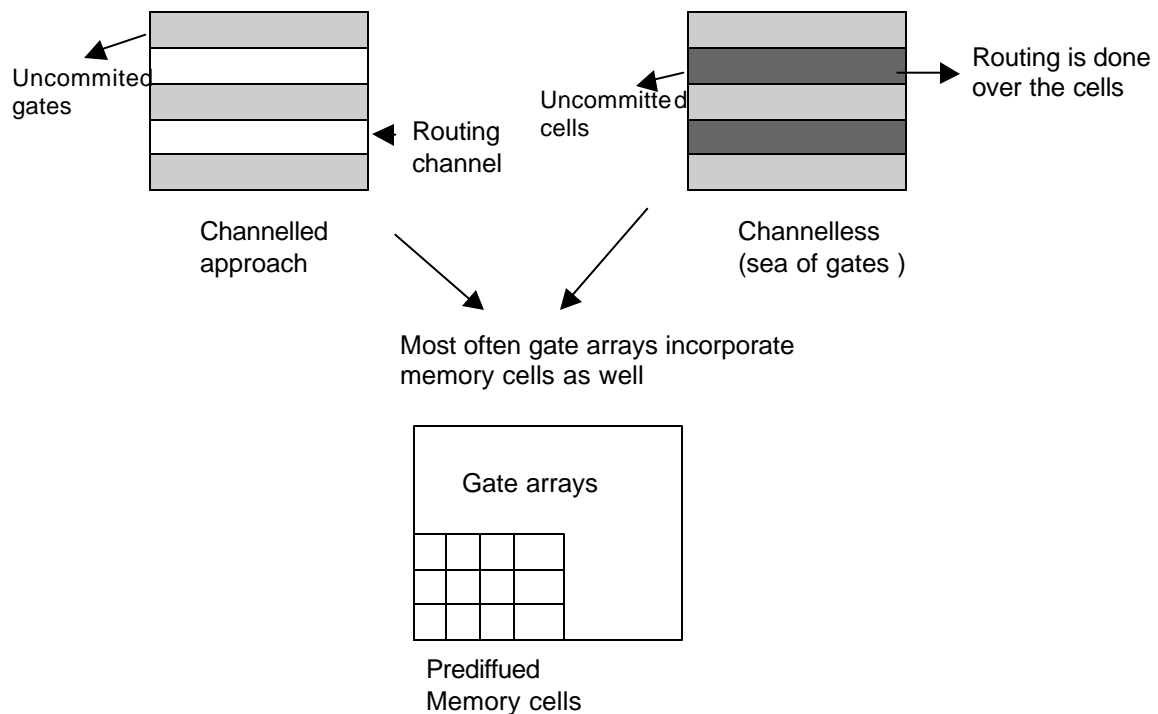 Uncommited
gates
Routing
channel
Channelled
approach
Uncommitted
cells
Routing is done
over the cells
Channelless
(sea of gates )
Most often gate arrays incorporate
memory cells as well
Gate arrays
Prediffued
Memory cells